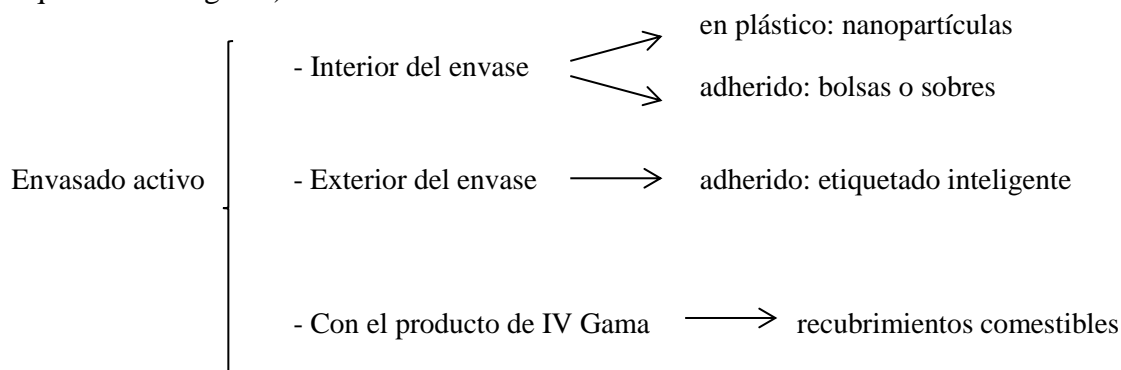 en plástico: nanopartículas
- Interior del envase
adherido: bolsas o sobres
Envasado activo
- Exterior del envase
adherido: etiquetado inteligente
- Con el producto de IV Gama
recubrimientos comestibles